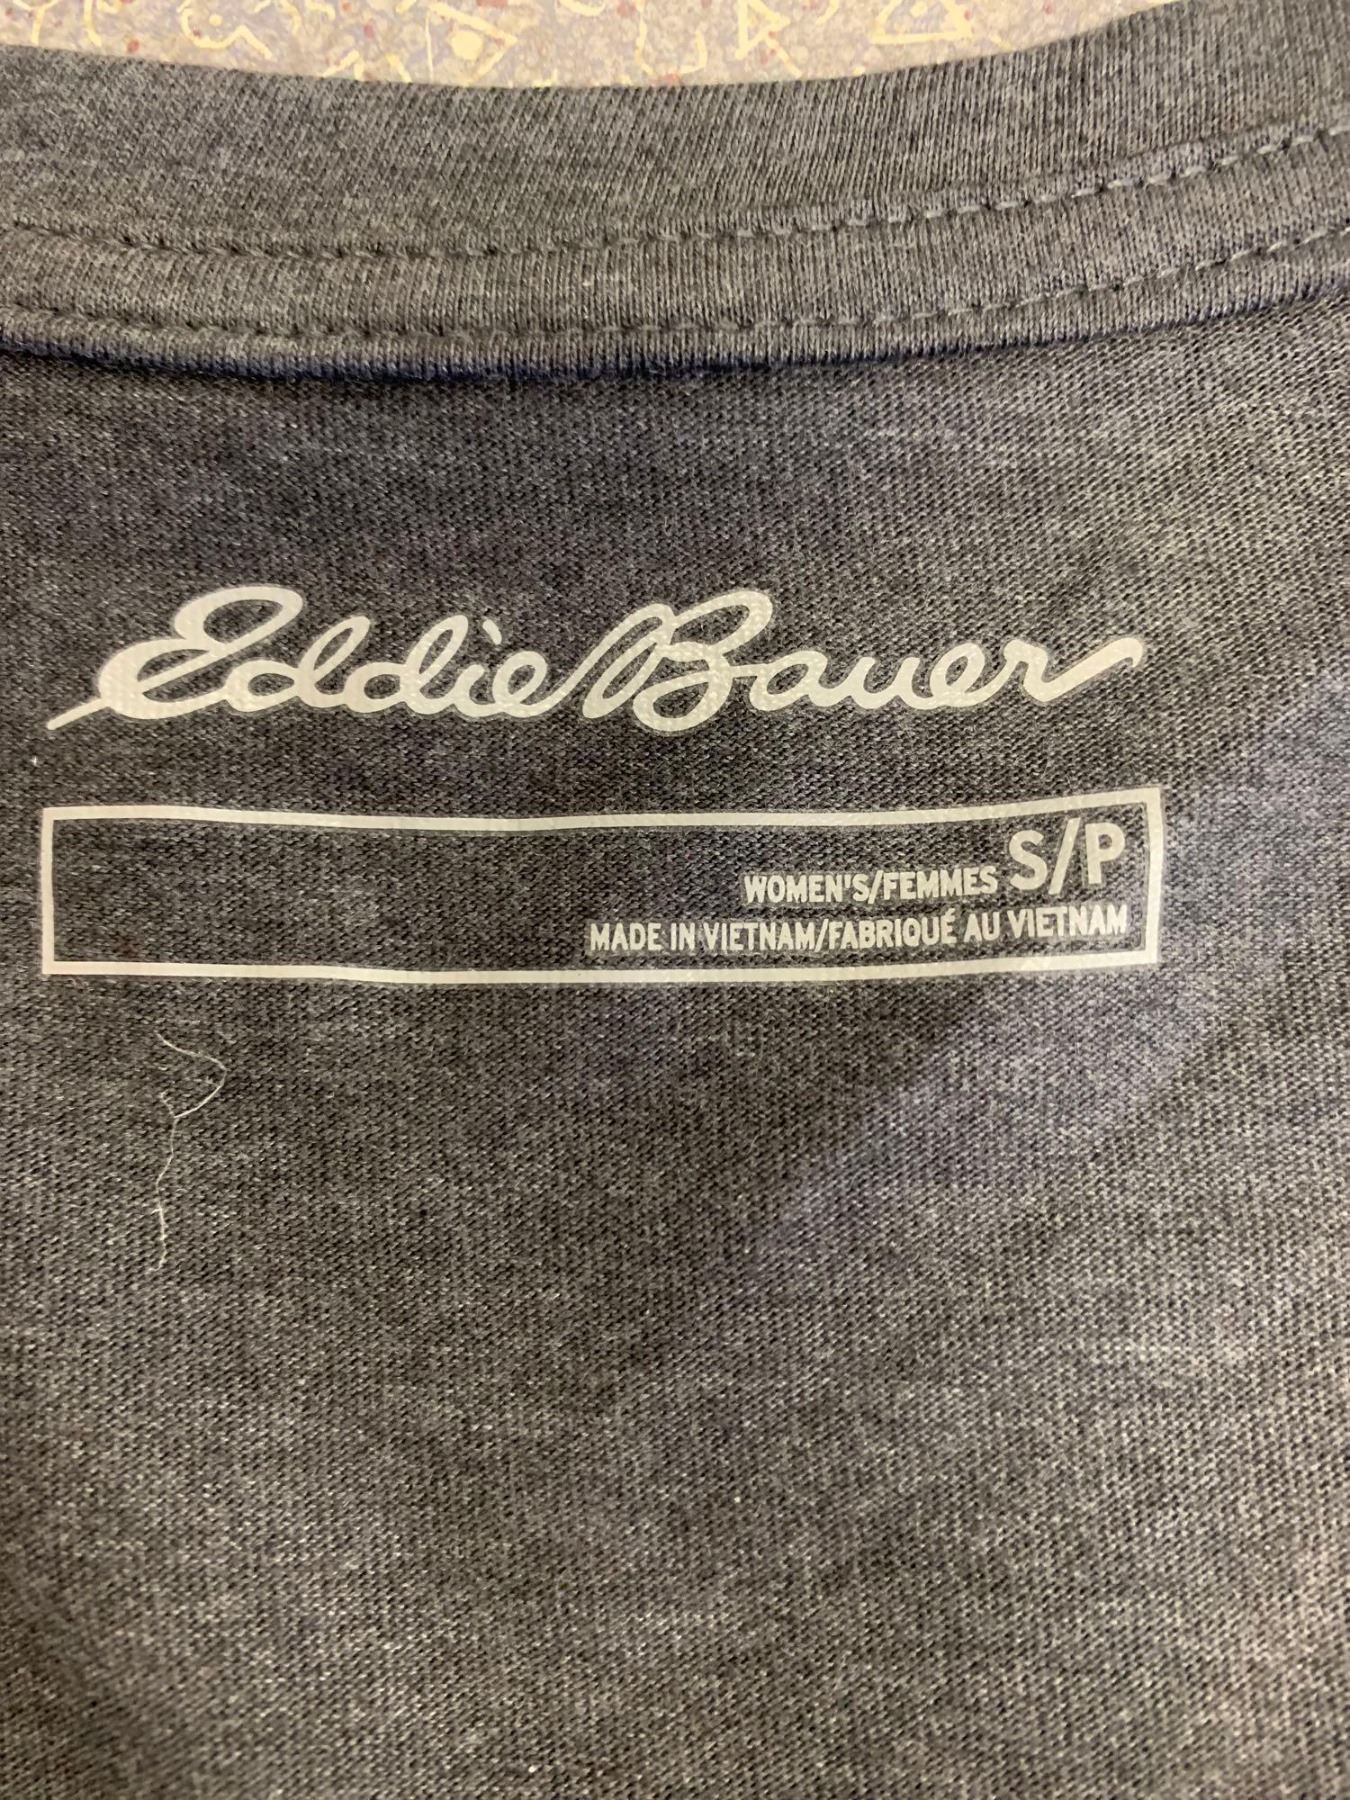 Eddie Bauer
WOMEN'S/FEMMES S/P
MADE IN VIETNAM/FABRIQUÉ AU VIETNAM